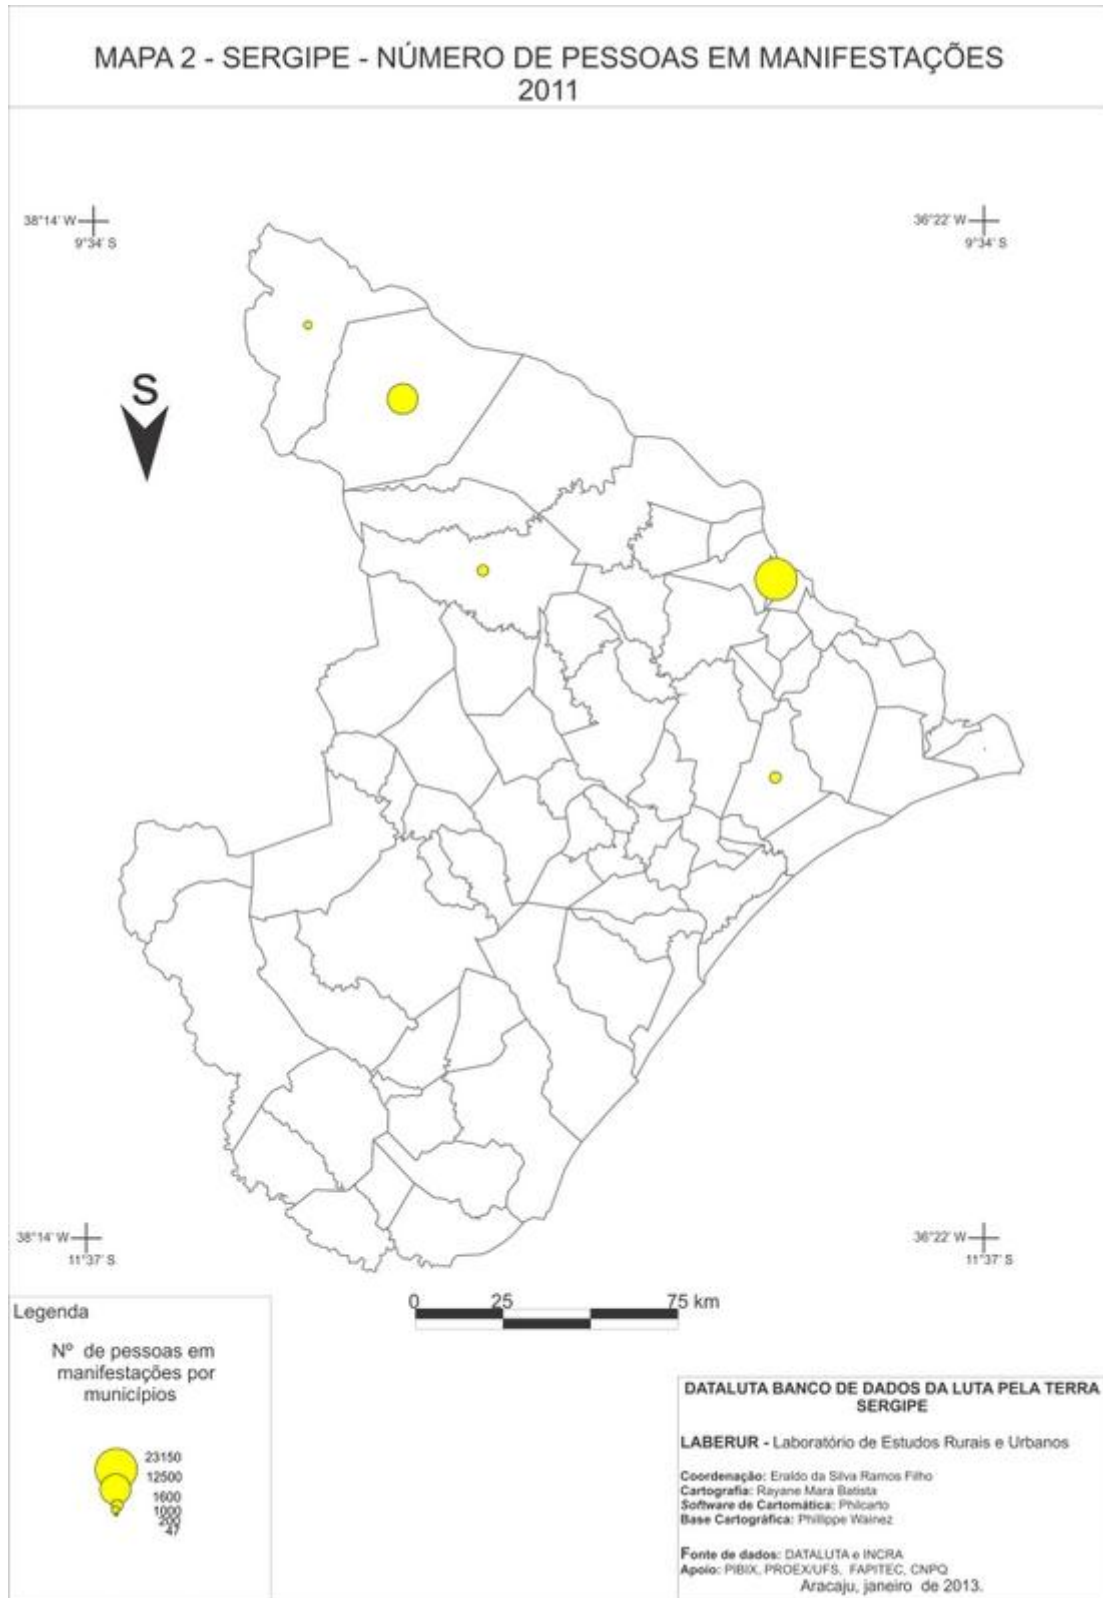 MAPA 2 - SERGIPE - NÚMERO DE PESSOAS EM MANIFESTAÇÕES
2011
38°14' W
9°34' S
36°22' W
9°34' S
S
38°14' W
11°37' S
36°22' W
11°37' S
0 25 75 km
Legenda
Nº de pessoas em
manifestações por
municípios
23150
12500
1600
1000
200
47
DATALUTA BANCO DE DADOS DA LUTA PELA TERRA
SERGIPE
LABERUR - Laboratório de Estudos Rurais e Urbanos
Coordenação: Eraldo da Silva Ramos Filho
Cartografia: Rayane Mara Batista
Software de Cartomática: Philcarto
Base Cartográfica: Phillippe Wainez
Fonte de dados: DATALUTA e INCRA
Apoio: PIBIX, PROEX/UFS, FAPITEC, CNPQ
Aracaju, janeiro de 2013.